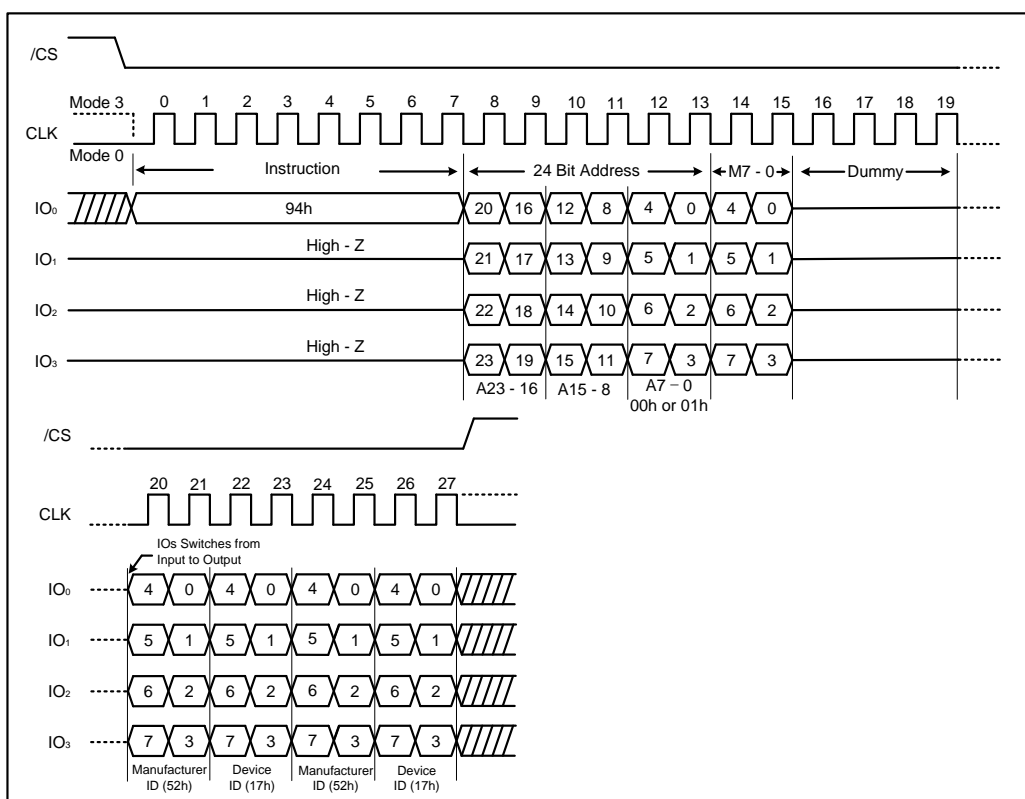 /CS
Mode 3 0 1 2 3 4 5 6 7 8 9 10 11 12 13 14 15 16 17 18 19
CLK
Mode 0
Instruction 24 Bit Address M7 - 0 Dummy
IO0 94h 20 16 12 8 4 0 4 0
High - Z
IO1 21 17 13 9 5 1 5 1
High - Z
IO2 22 18 14 10 6 2 6 2
High - Z
IO3 23 19 15 11 7 3 7 3
A23 - 16 A15 - 8 A7 - 0
00h or 01h
/CS
20 21 22 23 24 25 26 27
CLK
IOs Switches from
Input to Output
IO0 4 0 4 0 4 0 4 0
IO1 5 1 5 1 5 1 5 1
IO2 6 2 6 2 6 2 6 2
IO3 7 3 7 3 7 3 7 3
Manufacturer Device Manufacturer Device
ID (52h) ID (17h) ID (52h) ID (17h)